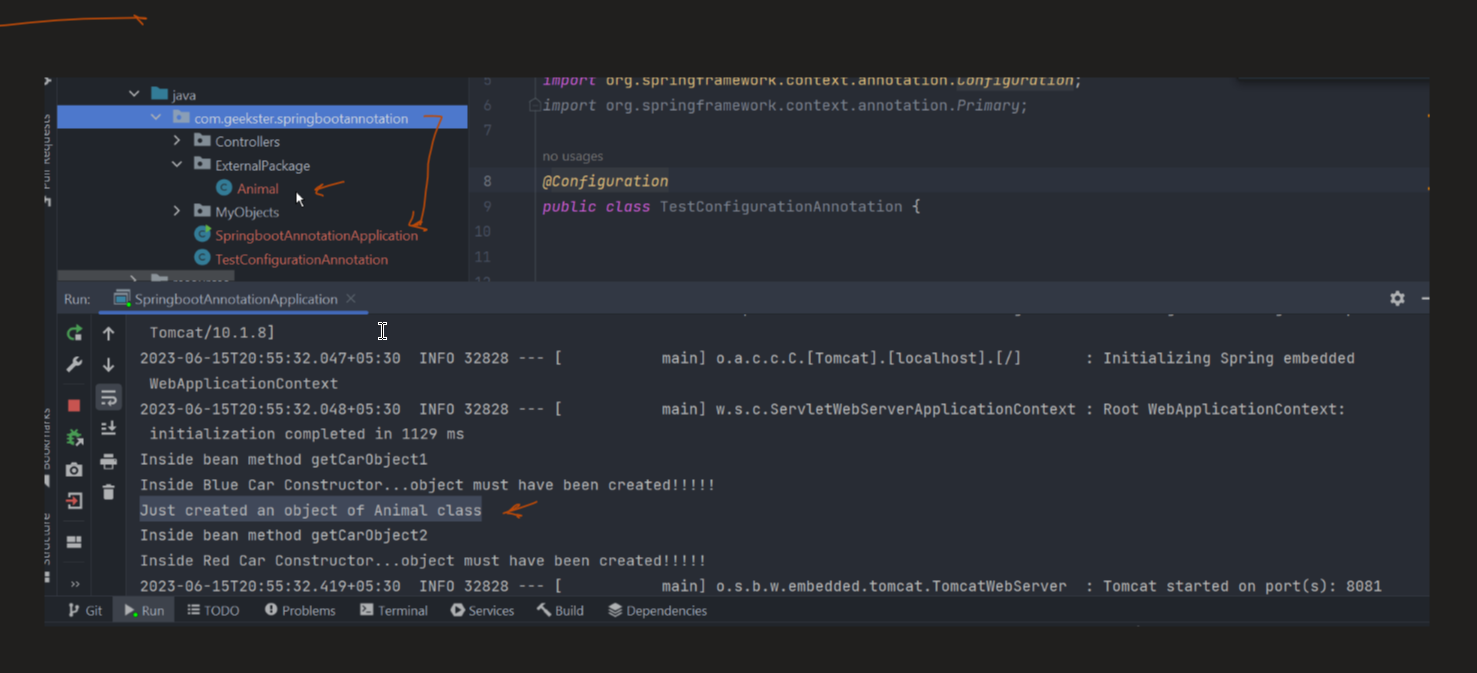 java
com.geekster.springbootannotation
Controllers
ExternalPackage
Animal
MyObjects
SpringbootAnnotationApplication
TestConfigurationAnnotation
5 import org.springframework.context.annotation.Configuration;
6 import org.springframework.context.annotation.Primary;
7
no usages
8 @Configuration
9 public class TestConfigurationAnnotation {
10
11
12
Run: SpringbootAnnotationApplication
Tomcat/10.1.8]
2023-06-15T20:55:32.047+05:30 INFO 32828 --- [ main] o.a.c.c.C.[Tomcat].[localhost].[/] : Initializing Spring embedded
WebApplicationContext
2023-06-15T20:55:32.048+05:30 INFO 32828 --- [ main] w.s.c.ServletWebServerApplicationContext : Root WebApplicationContext:
initialization completed in 1129 ms
Inside bean method getCarObject1
Inside Blue Car Constructor...object must have been created!!!!!
Just created an object of Animal class
Inside bean method getCarObject2
Inside Red Car Constructor...object must have been created!!!!!
2023-06-15T20:55:32.419+05:30 INFO 32828 --- [ main] o.s.b.w.embedded.tomcat.TomcatWebServer : Tomcat started on port(s): 8081
Git Run TODO Problems Terminal Services Build Dependencies
Pull Requests
Bookmarks
Structure